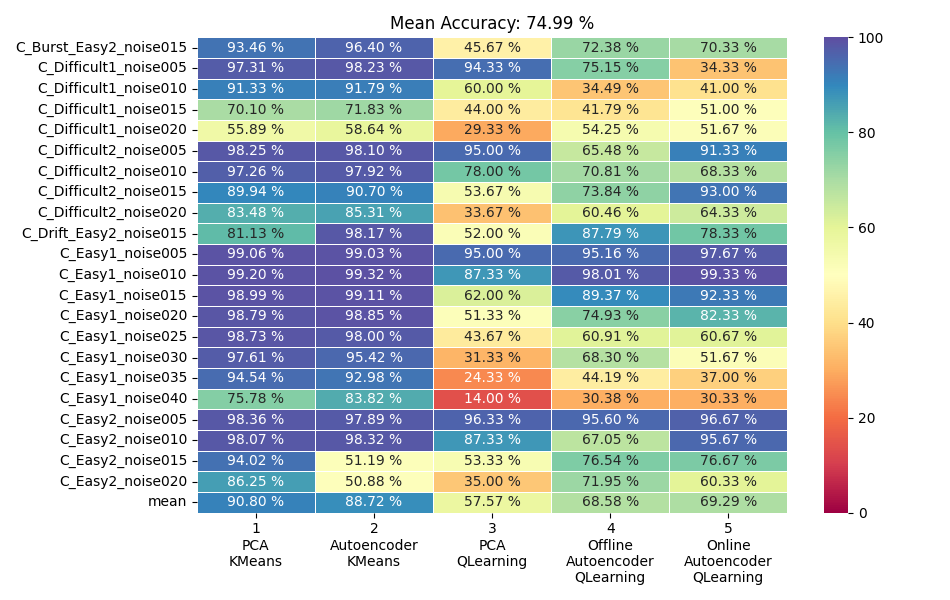 Mean Accuracy: 74.99 %
C_Burst_Easy2_noise015 93.46 % 96.40 % 45.67 % 72.38 % 70.33 % 100
C_Difficult1_noise005 97.31 % 98.23 % 94.33 % 75.15 % 34.33 %
C_Difficult1_noise010 91.33 % 91.79 % 60.00 % 34.49 % 41.00 %
C_Difficult1_noise015 70.10 % 71.83 % 44.00 % 41.79 % 51.00 %
C_Difficult1_noise020 55.89 % 58.64 % 29.33 % 54.25 % 51.67 % 80
C_Difficult2_noise005 98.25 % 98.10 % 95.00 % 65.48 % 91.33 %
C_Difficult2_noise010 97.26 % 97.92 % 78.00 % 70.81 % 68.33 %
C_Difficult2_noise015 89.94 % 90.70 % 53.67 % 73.84 % 93.00 %
C_Difficult2_noise020 83.48 % 85.31 % 33.67 % 60.46 % 64.33 %
C_Drift_Easy2_noise015 81.13 % 98.17 % 52.00 % 87.79 % 78.33 % 60
C_Easy1_noise005 99.06 % 99.03 % 95.00 % 95.16 % 97.67 %
C_Easy1_noise010 99.20 % 99.32 % 87.33 % 98.01 % 99.33 %
C_Easy1_noise015 98.99 % 99.11 % 62.00 % 89.37 % 92.33 %
C_Easy1_noise020 98.79 % 98.85 % 51.33 % 74.93 % 82.33 % 40
C_Easy1_noise025 98.73 % 98.00 % 43.67 % 60.91 % 60.67 %
C_Easy1_noise030 97.61 % 95.42 % 31.33 % 68.30 % 51.67 %
C_Easy1_noise035 94.54 % 92.98 % 24.33 % 44.19 % 37.00 %
C_Easy1_noise040 75.78 % 83.82 % 14.00 % 30.38 % 30.33 %
C_Easy2_noise005 98.36 % 97.89 % 96.33 % 95.60 % 96.67 % 20
C_Easy2_noise010 98.07 % 98.32 % 87.33 % 67.05 % 95.67 %
C_Easy2_noise015 94.02 % 51.19 % 53.33 % 76.54 % 76.67 %
C_Easy2_noise020 86.25 % 50.88 % 35.00 % 71.95 % 60.33 %
mean 90.80 % 88.72 % 57.57 % 68.58 % 69.29 % 0
1 2 3 4 5
PCA Autoencoder PCA Offline Online
KMeans KMeans QLearning Autoencoder Autoencoder
QLearning QLearning